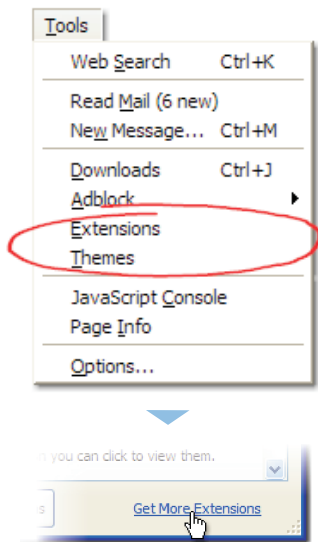 Tools
Web Search Ctrl+K
Read Mail (6 new)
New Message... Ctrl+M
Downloads Ctrl+J
Adblock
Extensions
Themes
JavaScript Console
Page Info
Options...
you can click to view them.
Get More Extensions